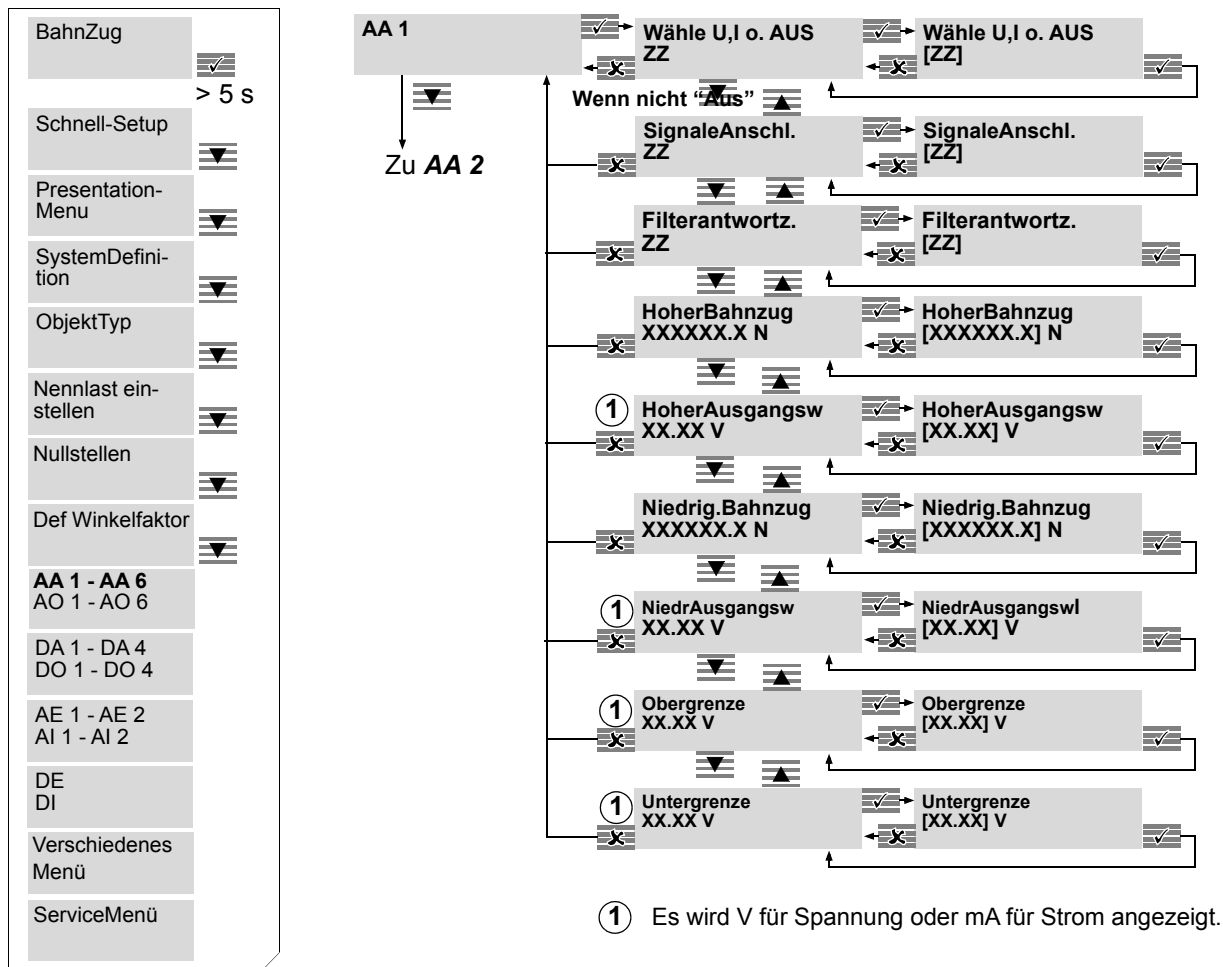 BahnZug
> 5 s
Schnell-Setup
Presentation-
Menu
SystemDefini-
tion
ObjektTyp
Nennlast ein-
stellen
Nullstellen
Def Winkelfaktor
AA 1 - AA 6
AO 1 - AO 6
DA 1 - DA 4
DO 1 - DO 4
AE 1 - AE 2
AI 1 - AI 2
DE
DI
Verschiedenes
Menü
ServiceMenü
AA 1
Zu AA 2
Wähle U,I o. AUS
ZZ
Wähle U,I o. AUS
[ZZ]
Wenn nicht “Aus”
SignaleAnschl.
ZZ
SignaleAnschl.
[ZZ]
Filterantwortz.
ZZ
Filterantwortz.
[ZZ]
HoherBahnzug
XXXXXX.X N
HoherBahnzug
[XXXXXX.X] N
1
HoherAusgangsw
XX.XX V
HoherAusgangsw
[XX.XX] V
Niedrig.Bahnzug
XXXXXX.X N
Niedrig.Bahnzug
[XXXXXX.X] N
1
NiedrAusgangsw
XX.XX V
NiedrAusgangswl
[XX.XX] V
1
Obergrenze
XX.XX V
Obergrenze
[XX.XX] V
1
Untergrenze
XX.XX V
Untergrenze
[XX.XX] V
1 Es wird V für Spannung oder mA für Strom angezeigt.